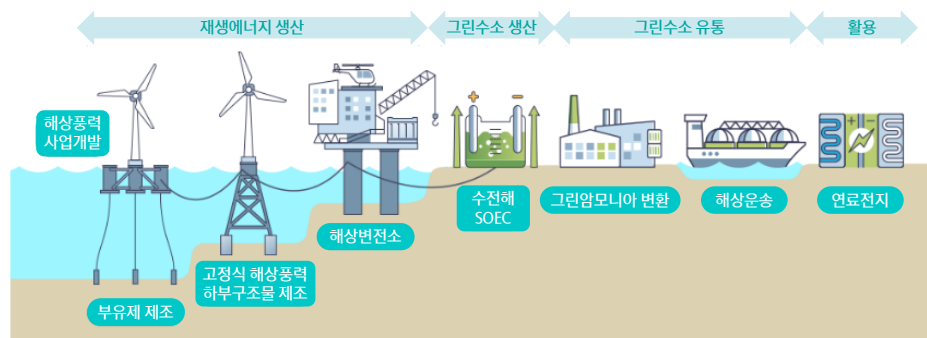 재생에너지 생산
그린수소 생산
그린수소 유통
활용
해상풍력
사업개발
부유제 제조
고정식 해상풍력
하부구조물 제조
해상변전소
+ −
수전해
SOEC
그린암모니아 변환
해상운송
+ −
연료전지